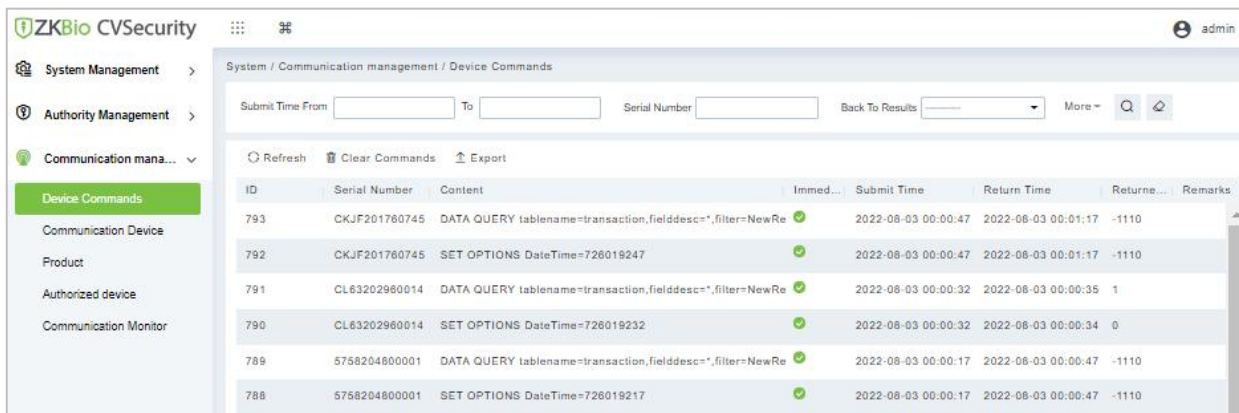 ZKBio CVSecurity
admin
System Management
Authority Management
Communication mana...
Device Commands
Communication Device
Product
Authorized device
Communication Monitor
System / Communication management / Device Commands
Submit Time From To Serial Number Back To Results ---------- More
Refresh Clear Commands Export
ID Serial Number Content Immed... Submit Time Return Time Returne... Remarks
793 CKJF201760745 DATA QUERY tablename=transaction,fielddesc=*,filter=NewRe 2022-08-03 00:00:47 2022-08-03 00:01:17 -1110
792 CKJF201760745 SET OPTIONS DateTime=726019247 2022-08-03 00:00:47 2022-08-03 00:01:17 -1110
791 CL63202960014 DATA QUERY tablename=transaction,fielddesc=*,filter=NewRe 2022-08-03 00:00:32 2022-08-03 00:00:35 1
790 CL63202960014 SET OPTIONS DateTime=726019232 2022-08-03 00:00:32 2022-08-03 00:00:34 0
789 5758204800001 DATA QUERY tablename=transaction,fielddesc=*,filter=NewRe 2022-08-03 00:00:17 2022-08-03 00:00:47 -1110
788 5758204800001 SET OPTIONS DateTime=726019217 2022-08-03 00:00:17 2022-08-03 00:00:47 -1110